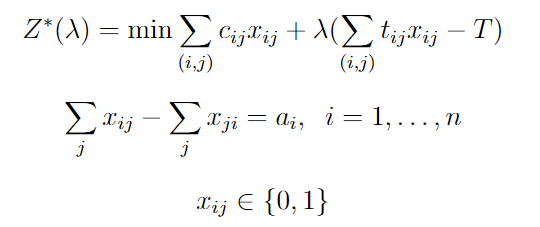 Z*(λ) = min ∑_{(i,j)} c_{ij}x_{ij} + λ(∑_{(i,j)} t_{ij}x_{ij} − T)
∑_j x_{ij} − ∑_j x_{ji} = a_i, i = 1, . . . , n
x_{ij} ∈ {0, 1}